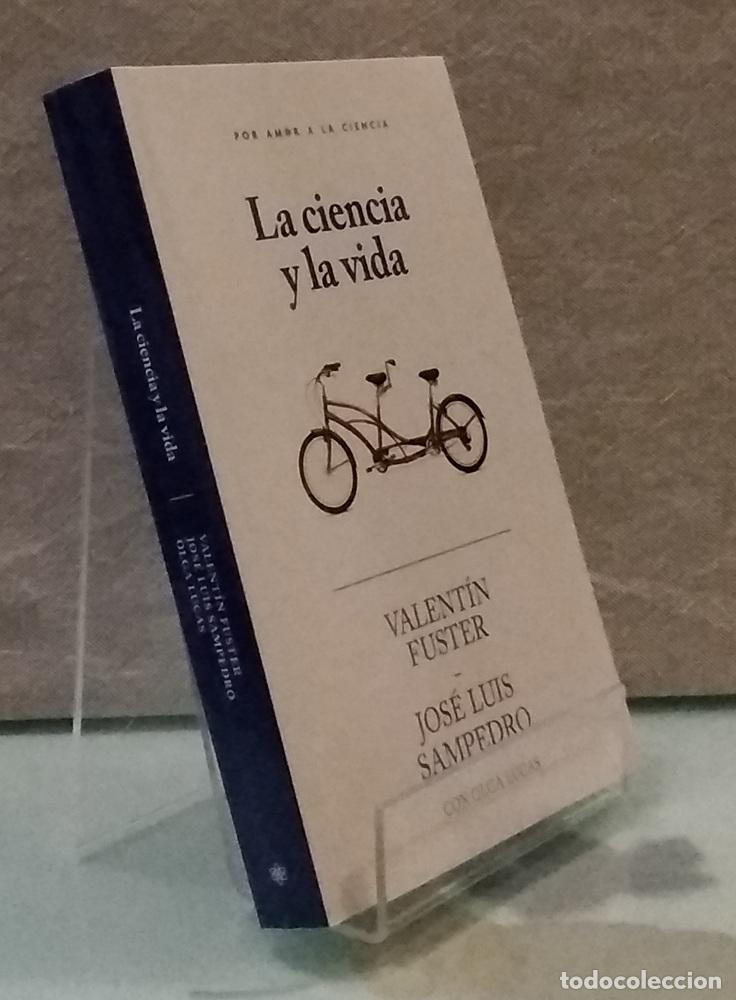 POR AMOR A LA CIENCIA
La ciencia
y la vida
VALENTÍN
FUSTER
-
JOSÉ LUIS
SAMPEDRO
CON OLGA LUCAS
La ciencia y la vida
VALENTÍN FUSTER
JOSÉ LUIS SAMPEDRO
OLGA LUCAS
todocoleccion